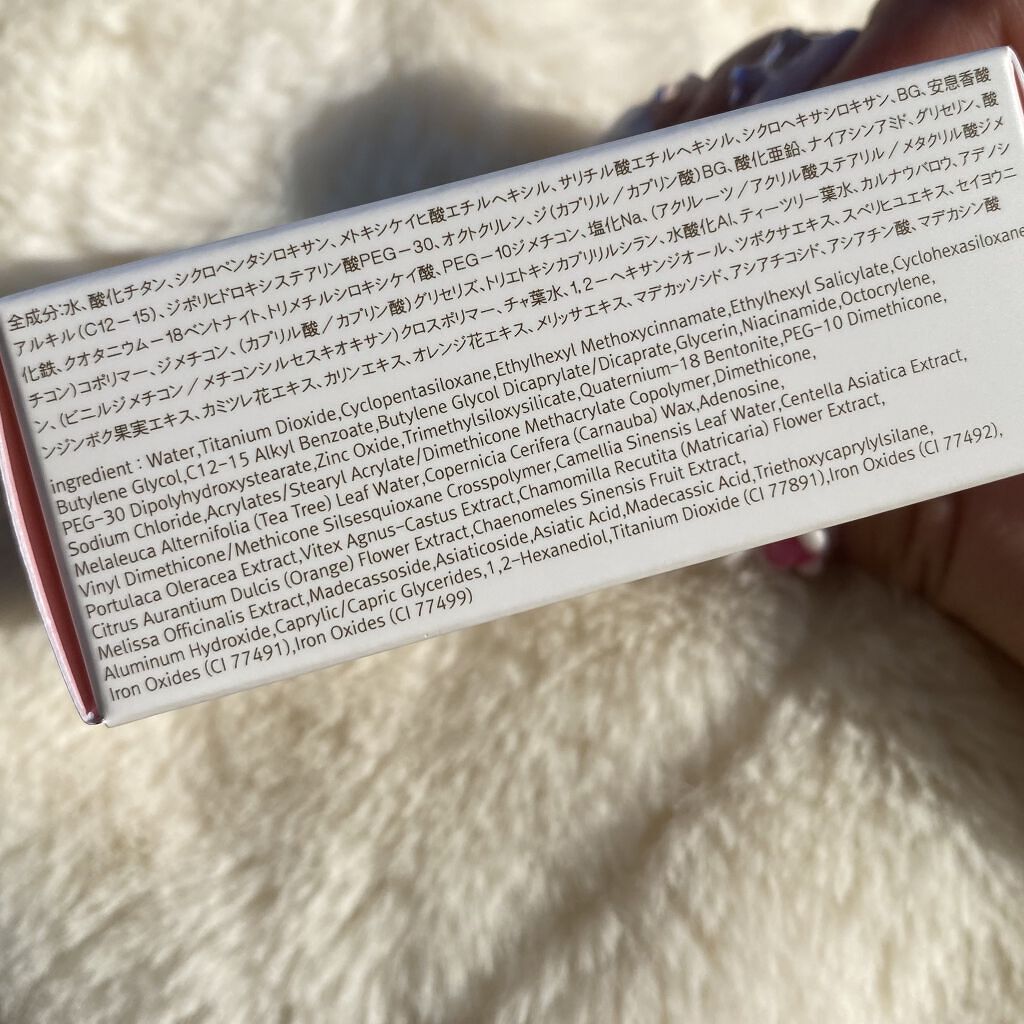 全成分:水、酸化チタン、シクロペンタシロキサン、メトキシケイヒ酸エチルヘキシル、サリチル酸エチルヘキシル、シクロヘキサシロキサン、BG、安息香酸
アルキル(C12-15)、ジポリヒドロキシステアリン酸PEG-30、オクトクリレン、ジ(カプリル/カプリン酸)BG、酸化亜鉛、ナイアシンアミド、グリセリン、酸
化鉄、クオタニウム-18ベントナイト、トリメチルシロキシケイ酸、PEG-10ジメチコン、塩化Na、(アクリレーツ/アクリル酸ステアリル/メタクリル酸ジメ
チコン)コポリマー、ジメチコン、(カプリル酸/カプリン酸)グリセリズ、トリエトキシカプリリルシラン、水酸化Al、ティーツリー葉水、カルナウバロウ、アデノシ
ン、(ビニルジメチコン/メチコンシルセスキオキサン)クロスポリマー、チャ葉水、1,2-ヘキサンジオール、ツボクサエキス、スベリヒユエキス、セイヨウニ
ンジンボク果実エキス、カミツレ花エキス、カリンエキス、オレンジ花エキス、メリッサエキス、マデカッソシド、アシアチコシド、アシアチン酸、マデカシン酸
ingredient : Water,Titanium Dioxide,Cyclopentasiloxane,Ethylhexyl Methoxycinnamate,Ethylhexyl Salicylate,Cyclohexasiloxane,
Butylene Glycol,C12-15 Alkyl Benzoate,Butylene Glycol Dicaprylate/Dicaprate,Glycerin,Niacinamide,Octocrylene,
PEG-30 Dipolyhydroxystearate,Zinc Oxide,Trimethylsiloxysilicate,Quaternium-18 Bentonite,PEG-10 Dimethicone,
Sodium Chloride,Acrylates/Stearyl Acrylate/Dimethicone Methacrylate Copolymer,Dimethicone,
Melaleuca Alternifolia (Tea Tree) Leaf Water,Copernicia Cerifera (Carnauba) Wax,Adenosine,
Vinyl Dimethicone/Methicone Silsesquioxane Crosspolymer,Camellia Sinensis Leaf Water,Centella Asiatica Extract,
Portulaca Oleracea Extract,Vitex Agnus-Castus Extract,Chamomilla Recutita (Matricaria) Flower Extract,
Citrus Aurantium Dulcis (Orange) Flower Extract,Chaenomeles Sinensis Fruit Extract,
Melissa Officinalis Extract,Madecassoside,Asiaticoside,Asiatic Acid,Madecassic Acid,Triethoxycaprylylsilane,
Aluminum Hydroxide,Caprylic/Capric Glycerides,1,2-Hexanediol,Titanium Dioxide (CI 77891),Iron Oxides (CI 77492),
Iron Oxides (CI 77491),Iron Oxides (CI 77499)